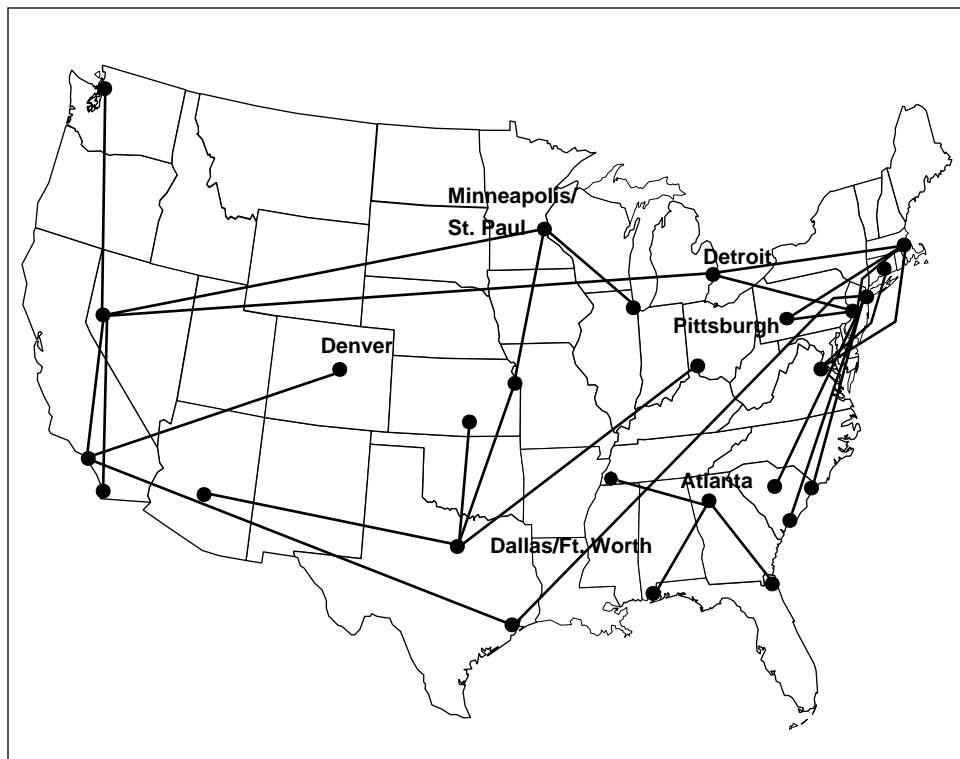 Minneapolis/
St. Paul
Detroit
Pittsburgh
Denver
Atlanta
Dallas/Ft. Worth